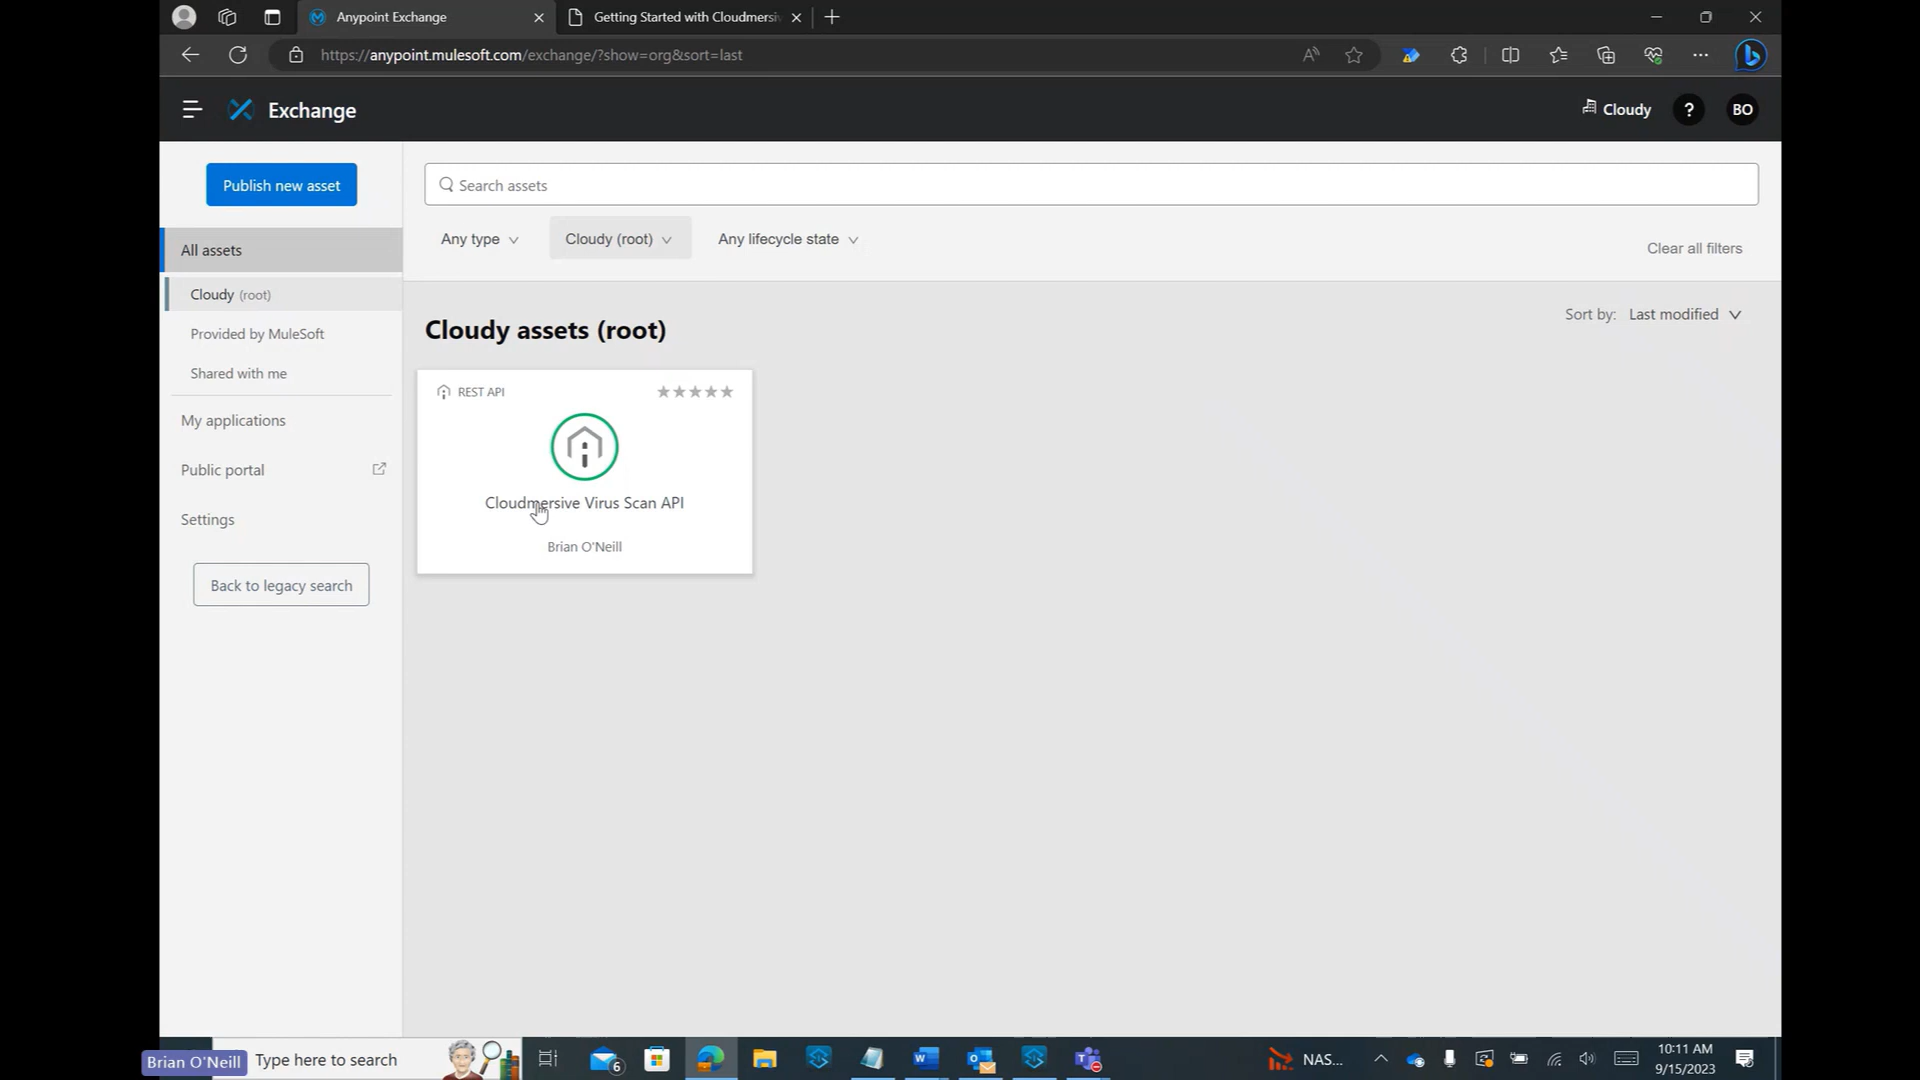 Anypoint Exchange
Getting Started with Cloudmersi
https://anypoint.mulesoft.com/exchange/?show=org&sort=last
Exchange
Cloudy
?
BO
Publish new asset
Search assets
Any type
Cloudy (root)
Any lifecycle state
Clear all filters
All assets
Cloudy (root)
Provided by MuleSoft
Shared with me
My applications
Public portal
Settings
Back to legacy search
Sort by: Last modified
Cloudy assets (root)
REST API
Cloudmersive Virus Scan API
Brian O'Neill
Brian O'Neill
Type here to search
6
NAS...
10:11 AM
9/15/2023